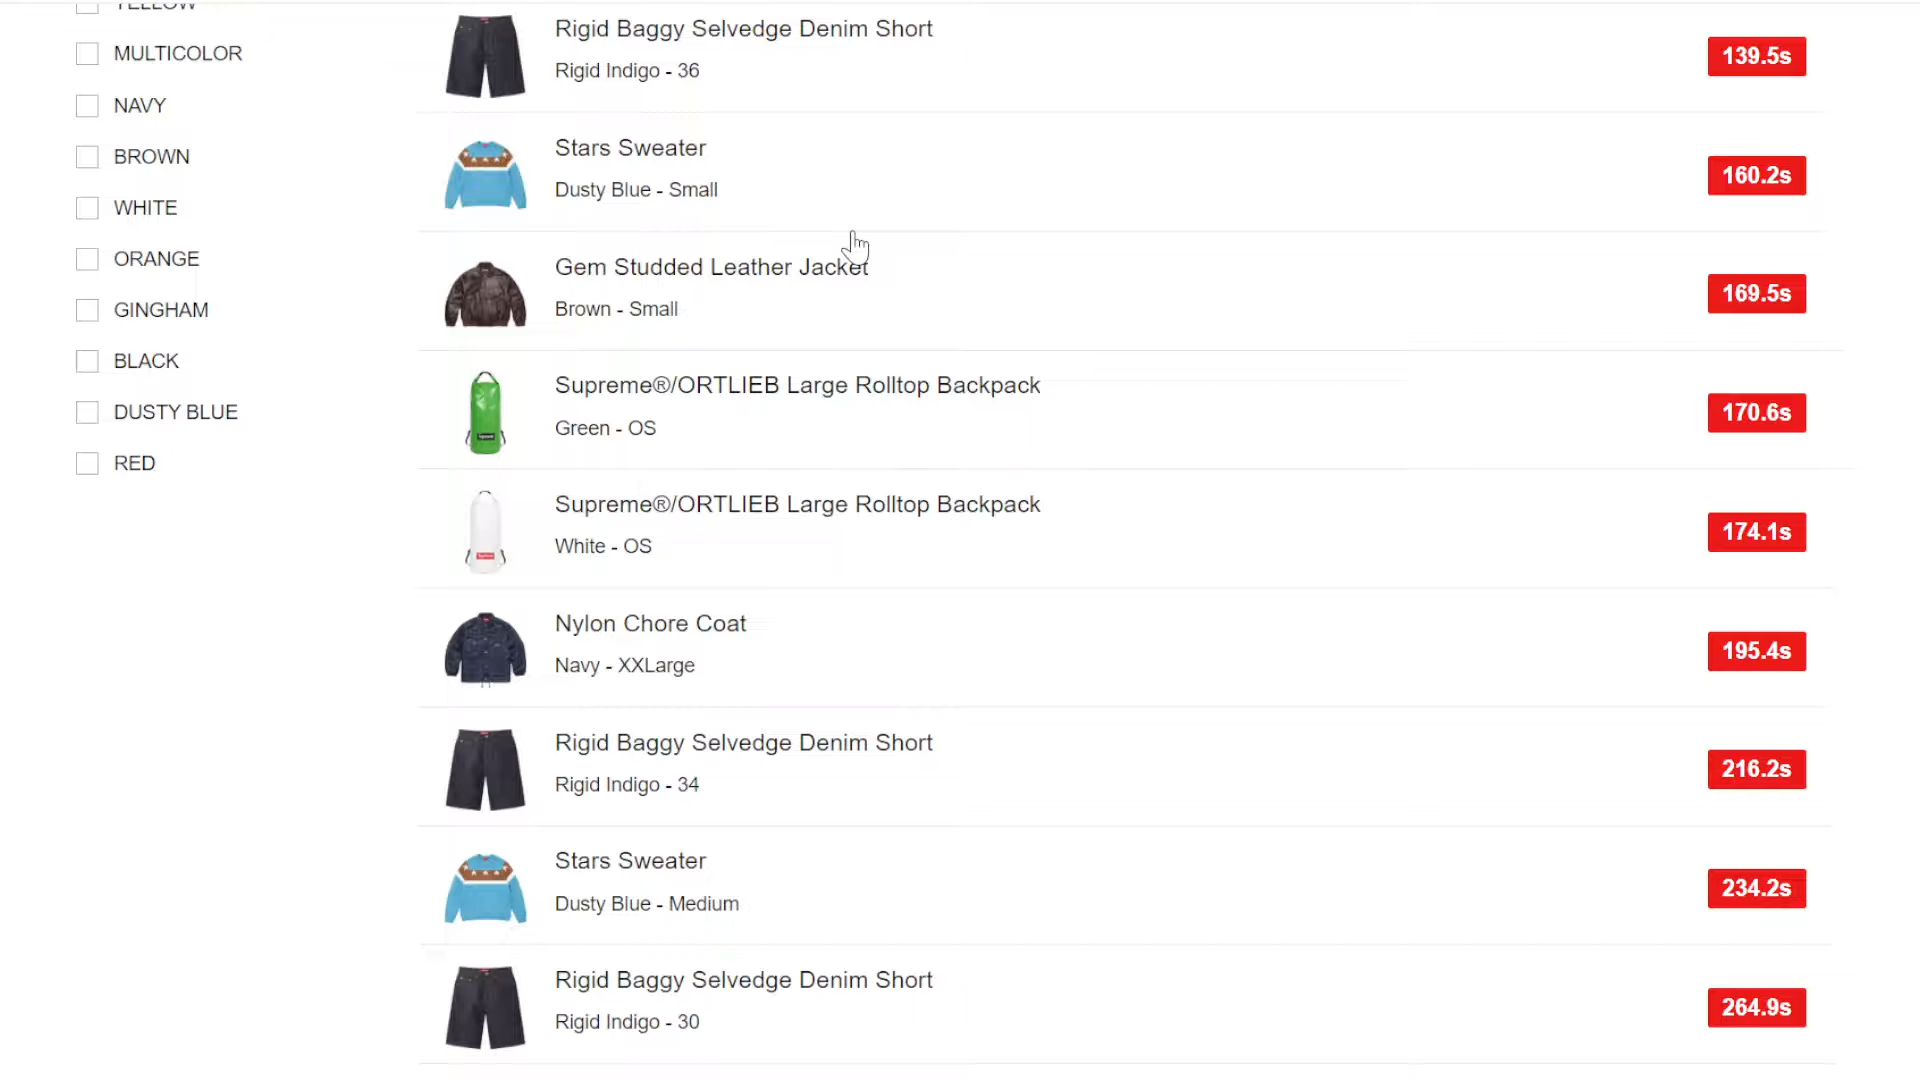 YELLOW
MULTICOLOR
NAVY
BROWN
WHITE
ORANGE
GINGHAM
BLACK
DUSTY BLUE
RED
Rigid Baggy Selvedge Denim Short
Rigid Indigo - 36
139.5s
Stars Sweater
Dusty Blue - Small
160.2s
Gem Studded Leather Jacket
Brown - Small
169.5s
Supreme®/ORTLIEB Large Rolltop Backpack
Green - OS
170.6s
Supreme®/ORTLIEB Large Rolltop Backpack
White - OS
174.1s
Nylon Chore Coat
Navy - XXLarge
195.4s
Rigid Baggy Selvedge Denim Short
Rigid Indigo - 34
216.2s
Stars Sweater
Dusty Blue - Medium
234.2s
Rigid Baggy Selvedge Denim Short
Rigid Indigo - 30
264.9s